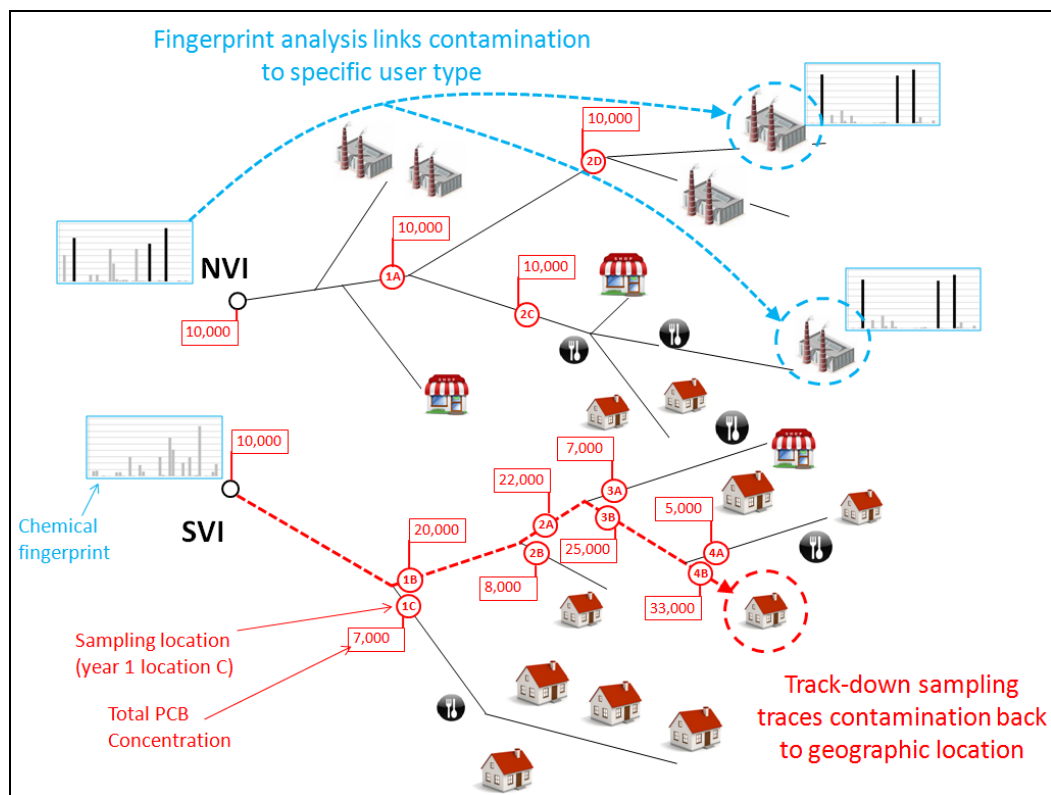 Fingerprint analysis links contamination
to specific user type
10,000
2D
10,000
1A
NVI
10,000
10,000
2C
SHOP
SHOP
10,000
7,000
3A
SHOP
22,000
2A
3B
5,000
Chemical
fingerprint
SVI
20,000
25,000
4A
2B
4B
1B
8,000
33,000
1C
7,000
Sampling location
(year 1 location C)
Total PCB
Concentration
Track-down sampling
traces contamination back
to geographic location